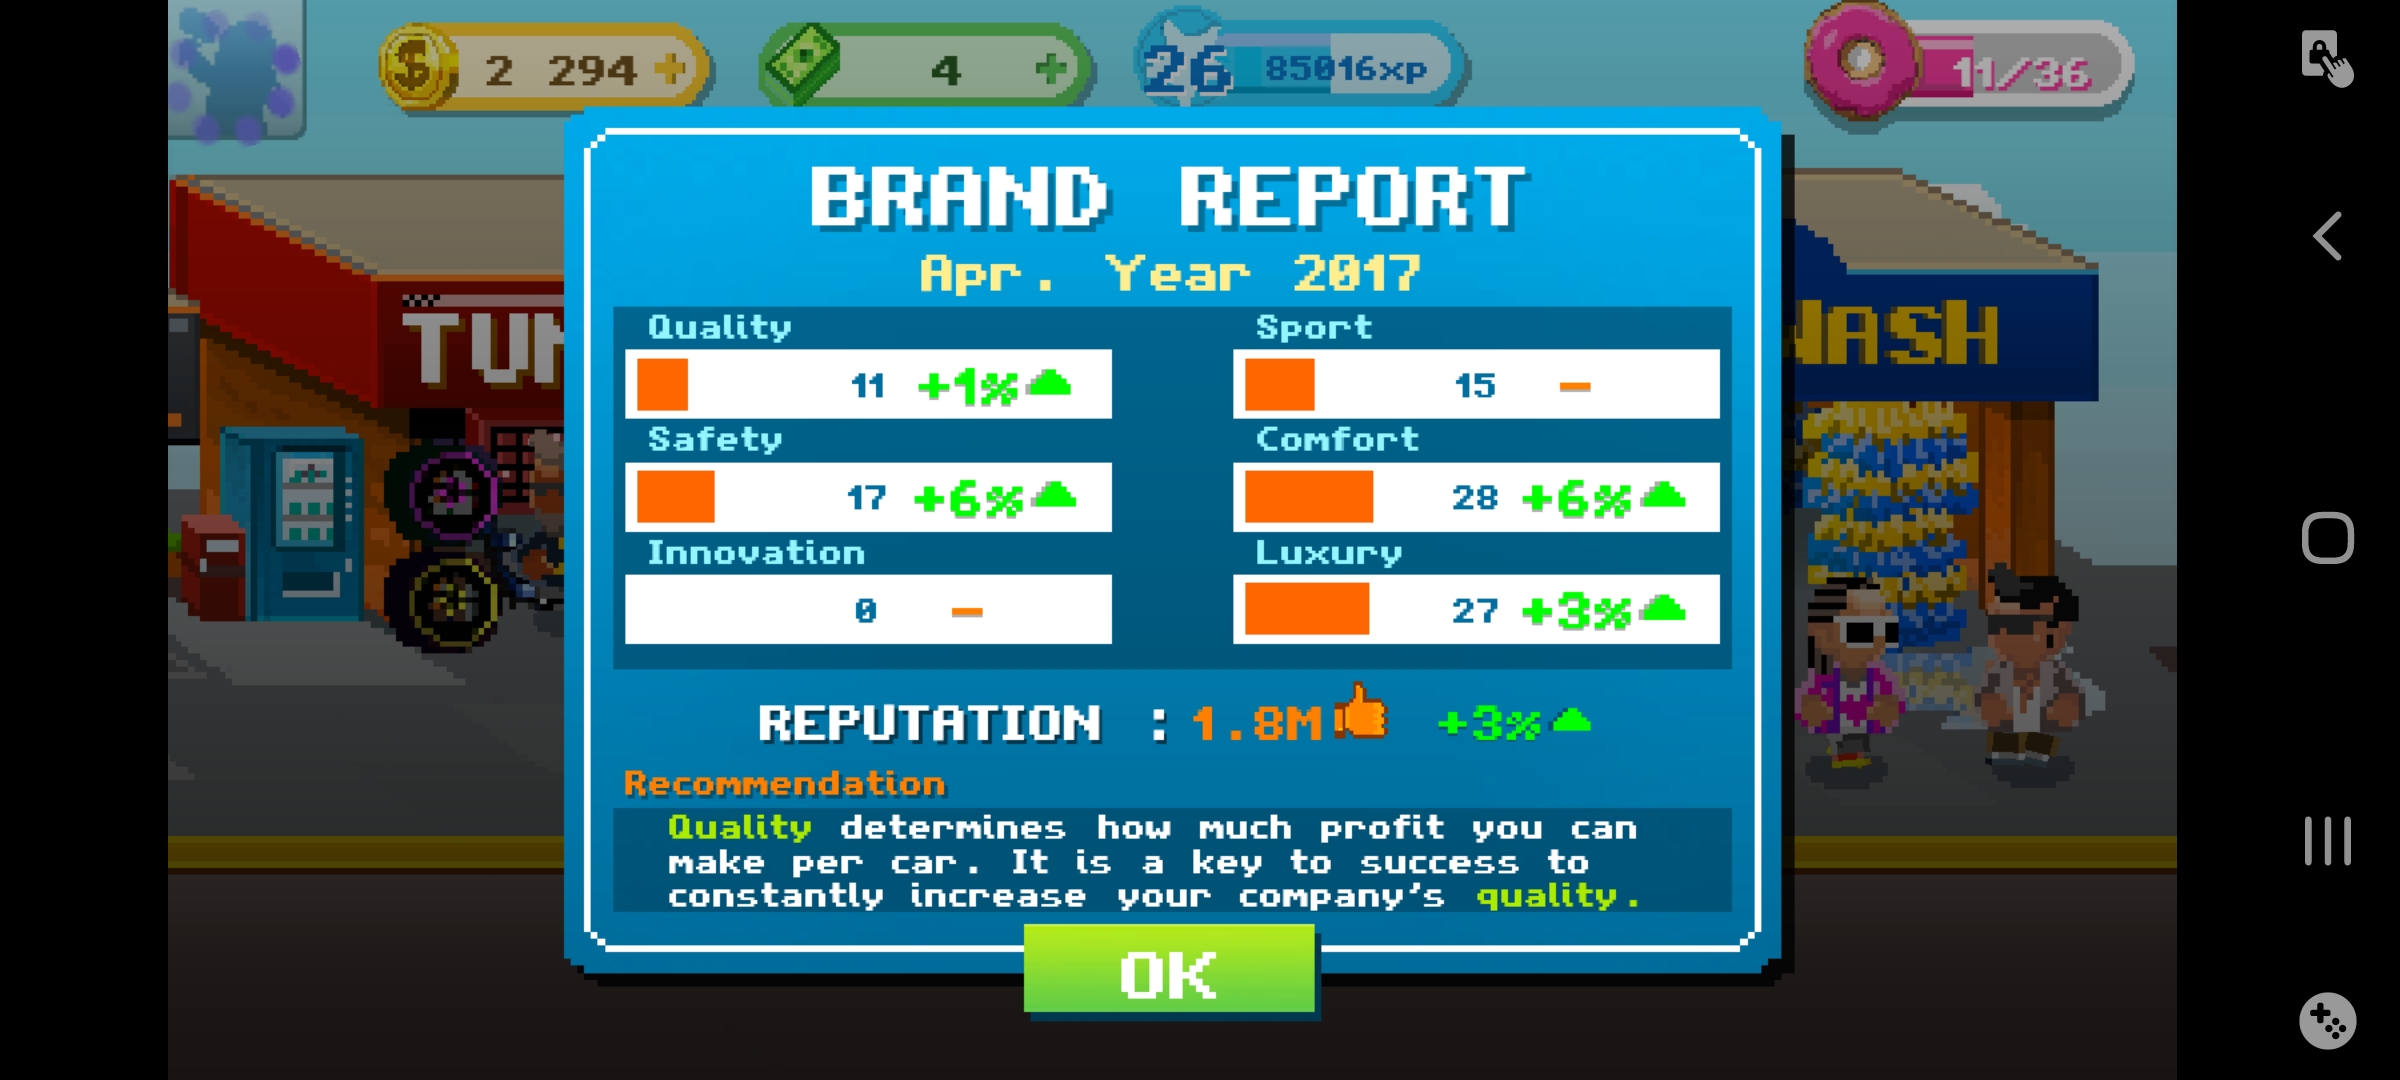 2 294 +
4 +
26 85016xp
11/36
BRAND REPORT
Apr. Year 2017
Quality
11 +1%
Sport
15 -
Safety
17 +6%
Comfort
28 +6%
Innovation
0 -
Luxury
27 +3%
REPUTATION : 1.8M +3%
Recommendation
Quality determines how much profit you can
make per car. It is a key to success to
constantly increase your company's quality.
OK
TUN
WASH